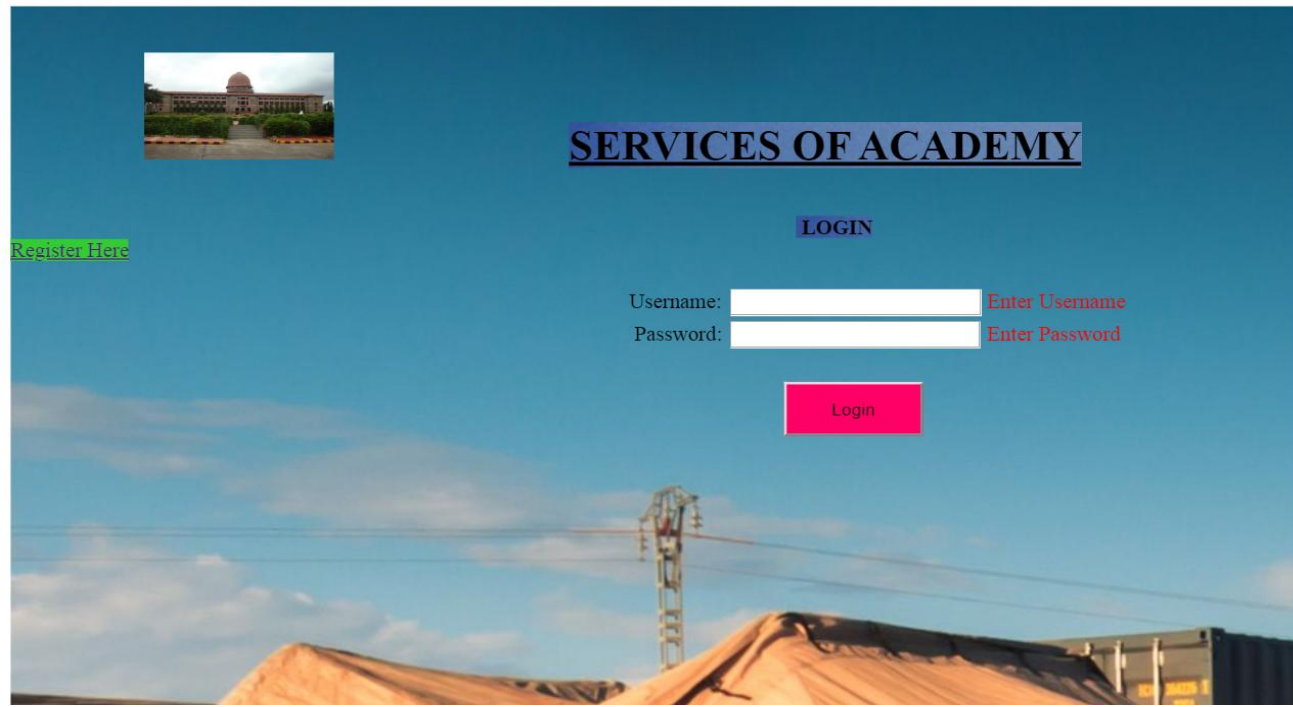 SERVICES OF ACADEMY
LOGIN
Register Here
Username: Enter Username
Password: Enter Password
Login